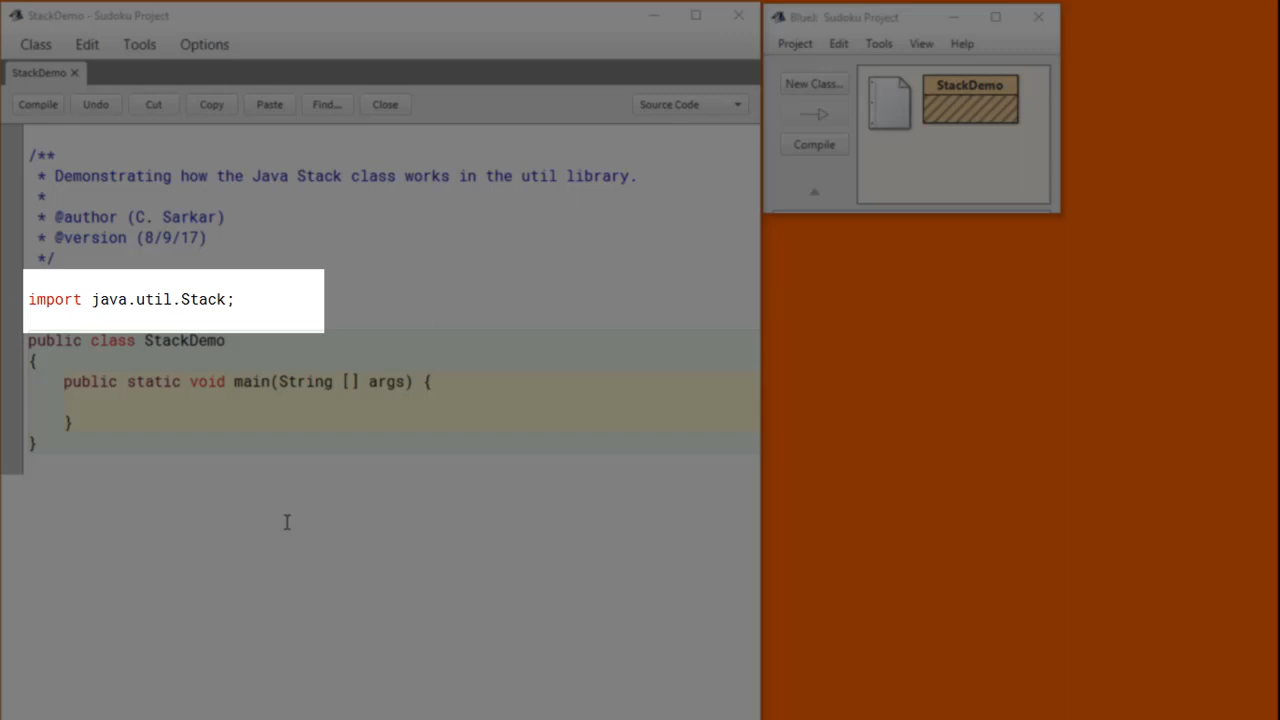 StackDemo - Sudoku Project
Class Edit Tools Options
StackDemo
Compile Undo Cut Copy Paste Find... Close Source Code
/**
* Demonstrating how the Java Stack class works in the util library.
*
* @author (C. Sarkar)
* @version (8/9/17)
*/
import java.util.Stack;
public class StackDemo
{
public static void main(String [] args) {
}
}
BlueJ: Sudoku Project
Project Edit Tools View Help
New Class...
StackDemo
Compile